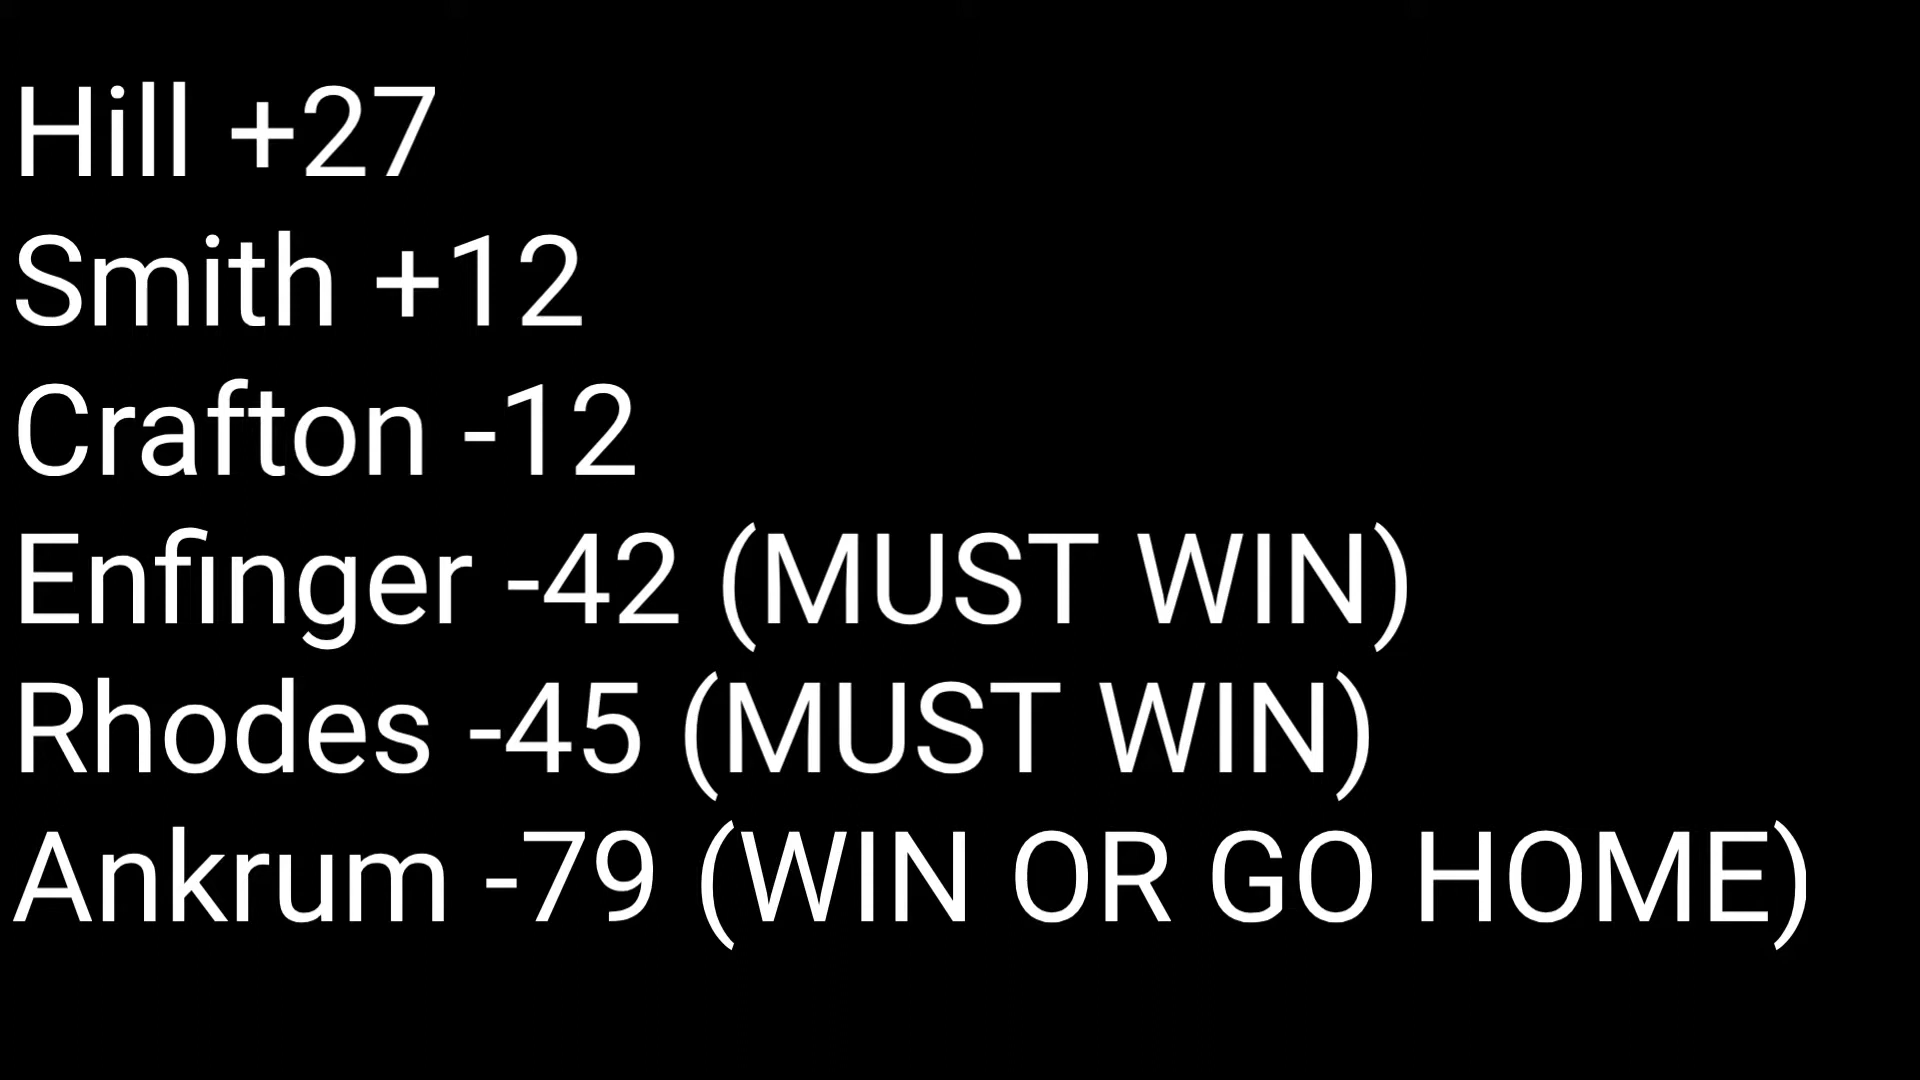 Hill +27
Smith +12
Crafton -12
Enfinger -42 (MUST WIN)
Rhodes -45 (MUST WIN)
Ankrum -79 (WIN OR GO HOME)